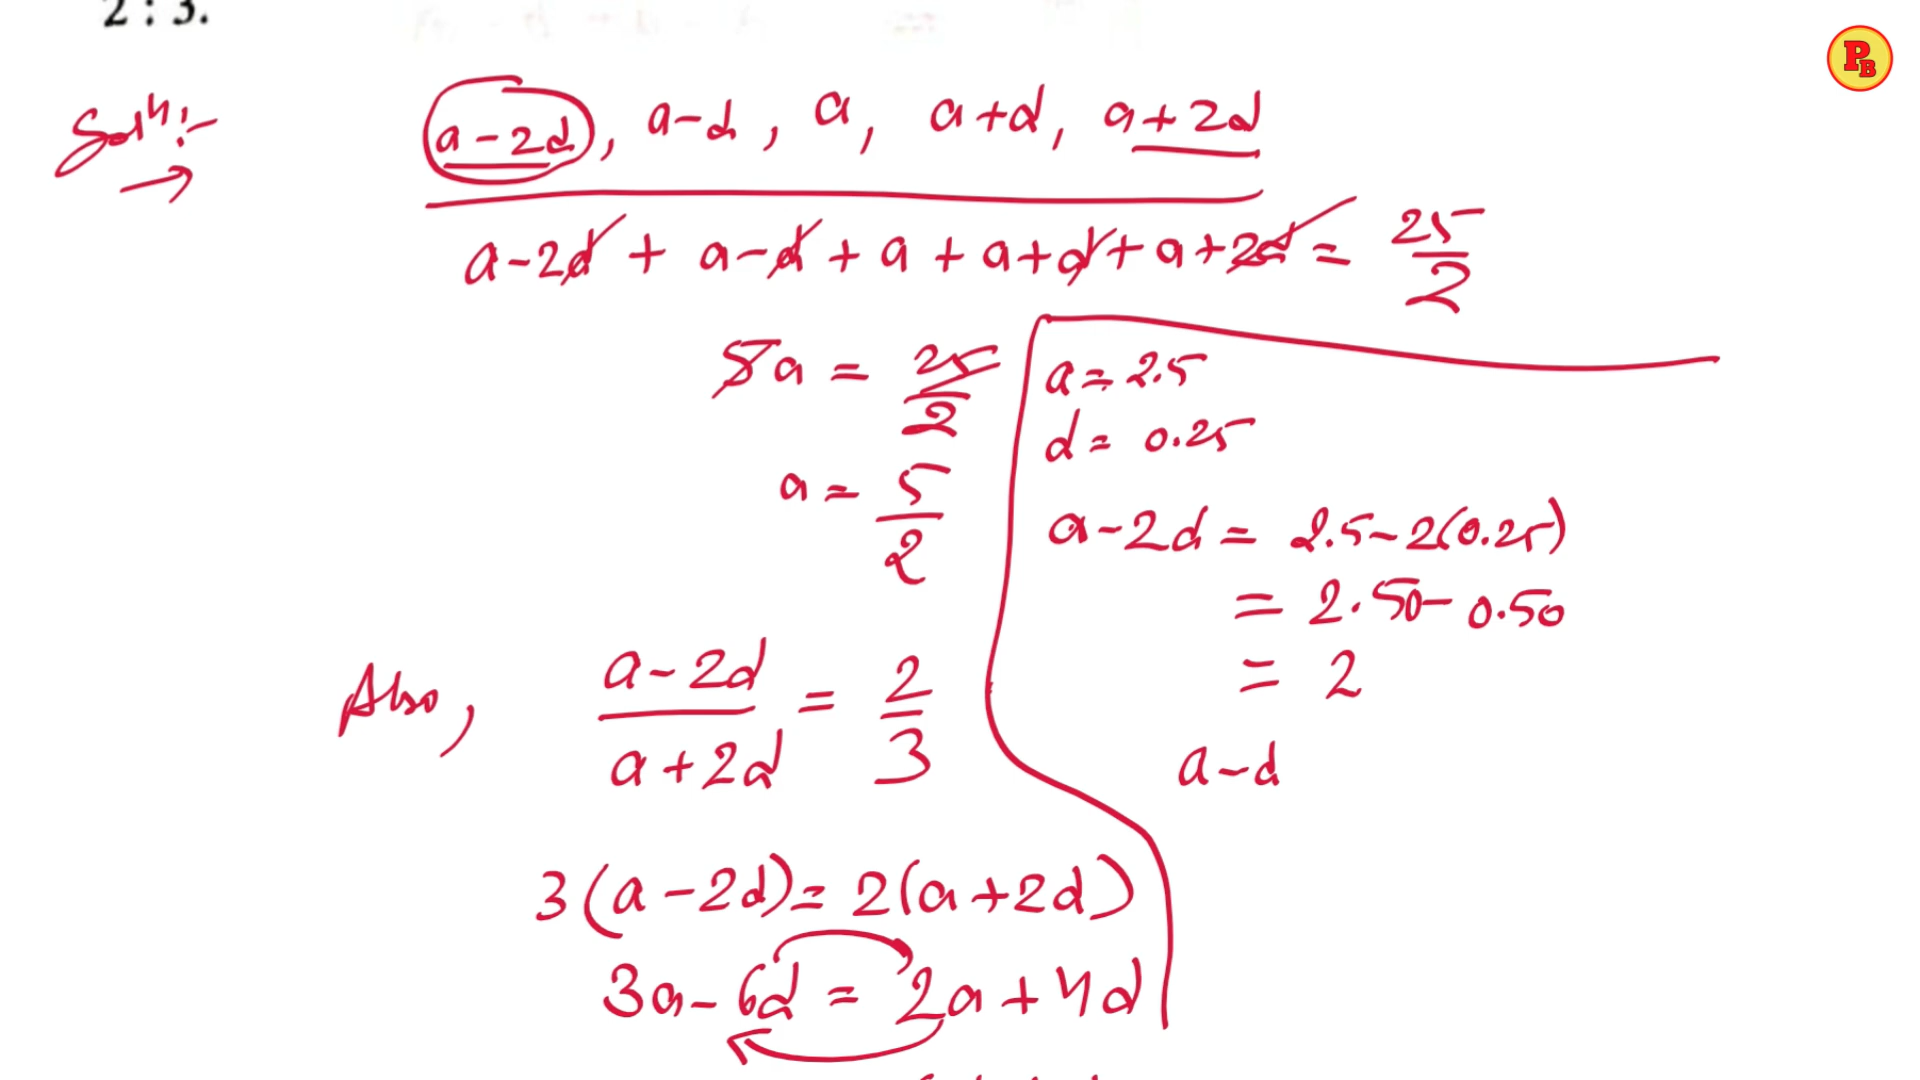 2 : 3.
PB
Solⁿ:-
→
a-2d, a-d, a, a+d, a+2d
a-2d + a-d + a + a+d + a+2d = 25/2
5a = 25/2
a = 5/2
Also, (a-2d)/(a+2d) = 2/3
3(a-2d) = 2(a+2d)
3a-6d = 2a+4d
a = 2.5
d = 0.25
a-2d = 2.5-2(0.25)
= 2.50-0.50
= 2
a-d